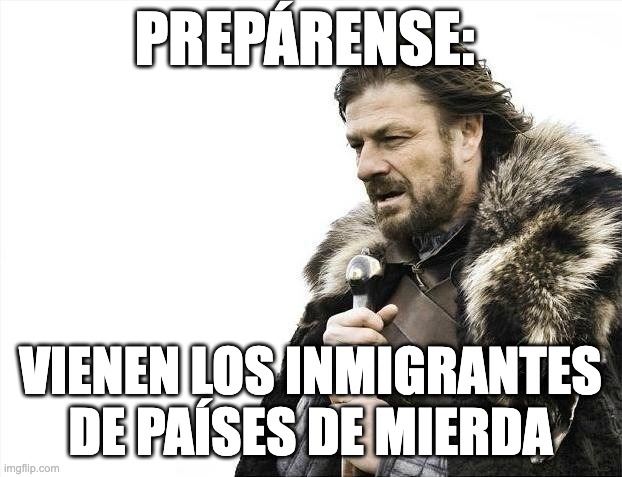 PREPÁRENSE:
VIENEN LOS INMIGRANTES
DE PAÍSES DE MIERDA
imgflip.com